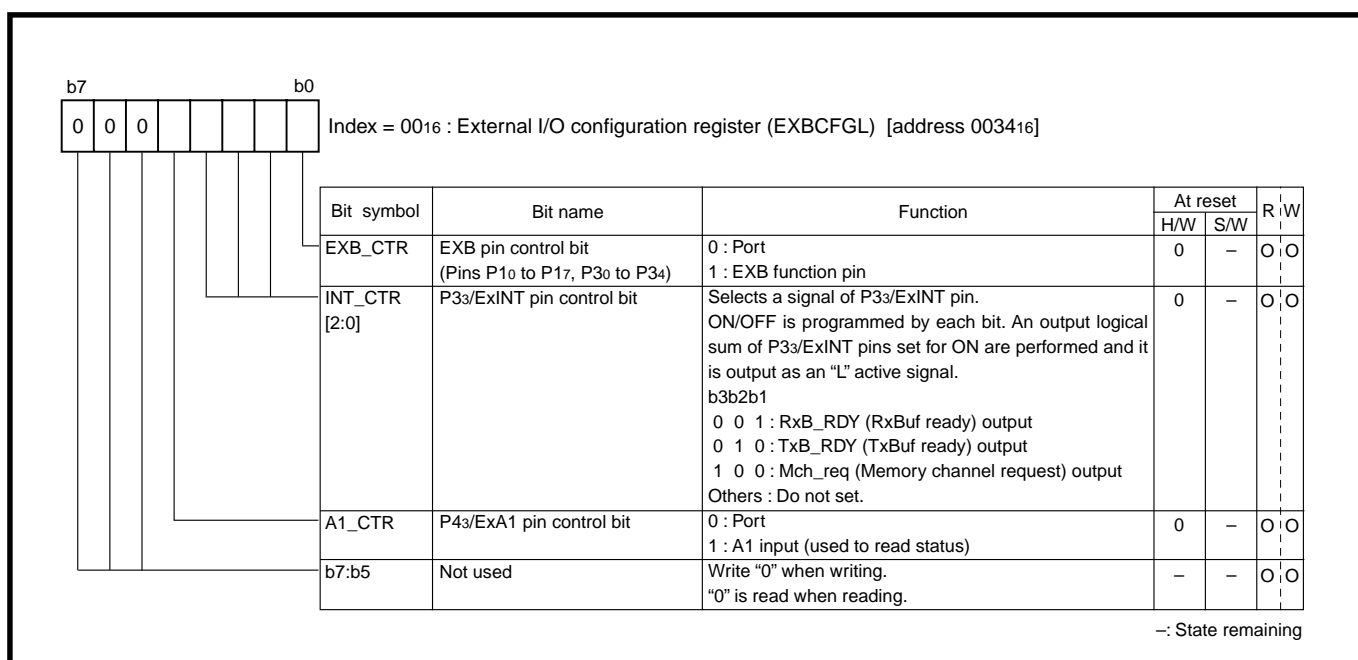 b7 b0
0 0 0
Index = 0016 : External I/O configuration register (EXBCFGL) [address 003416]
Bit symbol Bit name Function At reset R W
H/W S/W
EXB_CTR EXB pin control bit 0 : Port 0 – O O
(Pins P10 to P17, P30 to P34) 1 : EXB function pin
INT_CTR P33/ExINT pin control bit Selects a signal of P33/ExINT pin. 0 – O O
[2:0] ON/OFF is programmed by each bit. An output logical
sum of P33/ExINT pins set for ON are performed and it
is output as an “L” active signal.
b3b2b1
0 0 1 : RxB_RDY (RxBuf ready) output
0 1 0 : TxB_RDY (TxBuf ready) output
1 0 0 : Mch_req (Memory channel request) output
Others : Do not set.
A1_CTR P43/ExA1 pin control bit 0 : Port 0 – O O
1 : A1 input (used to read status)
b7:b5 Not used Write “0” when writing. – – O O
“0” is read when reading.
–: State remaining